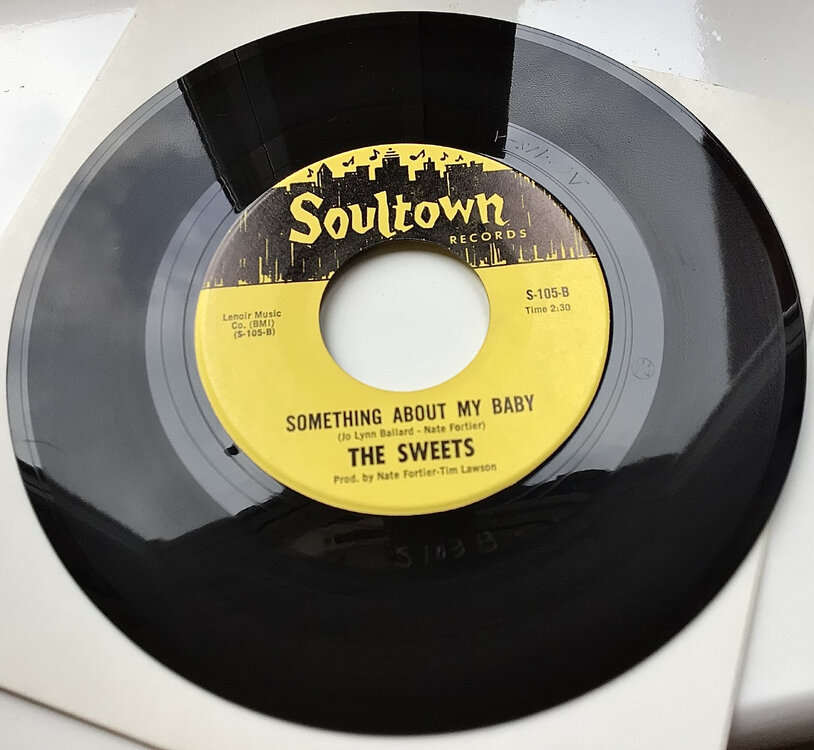 Soultown
RECORDS
S-105-B
Time 2:30
Lenoir Music
Co. (BMI)
(S-105-B)
SOMETHING ABOUT MY BABY
(Jo Lynn Ballard - Nate Fortier)
THE SWEETS
Prod. by Nate Fortier-Tim Lawson